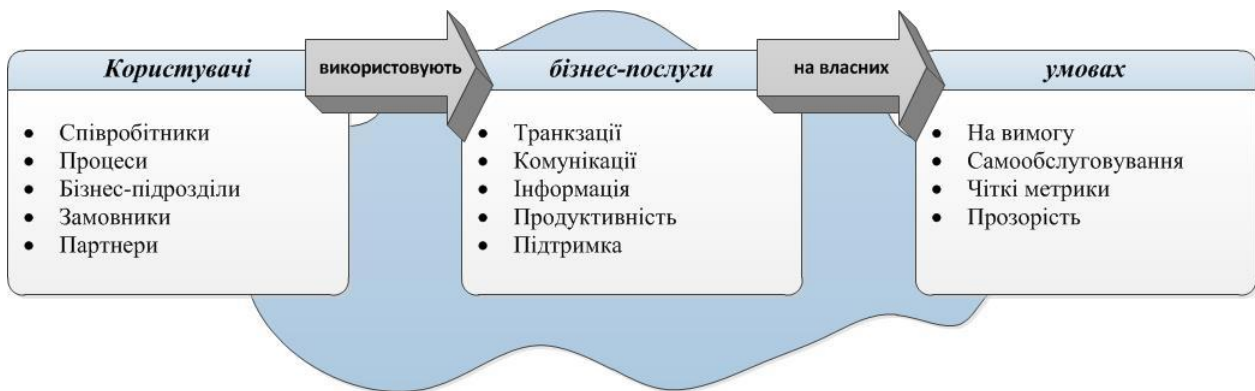 Користувачі
використовують
бізнес-послуги
на власних
умовах
• Співробітники
• Процеси
• Бізнес-підрозділи
• Замовники
• Партнери
• Транкзації
• Комунікації
• Інформація
• Продуктивність
• Підтримка
• На вимогу
• Самообслуговування
• Чіткі метрики
• Прозорість